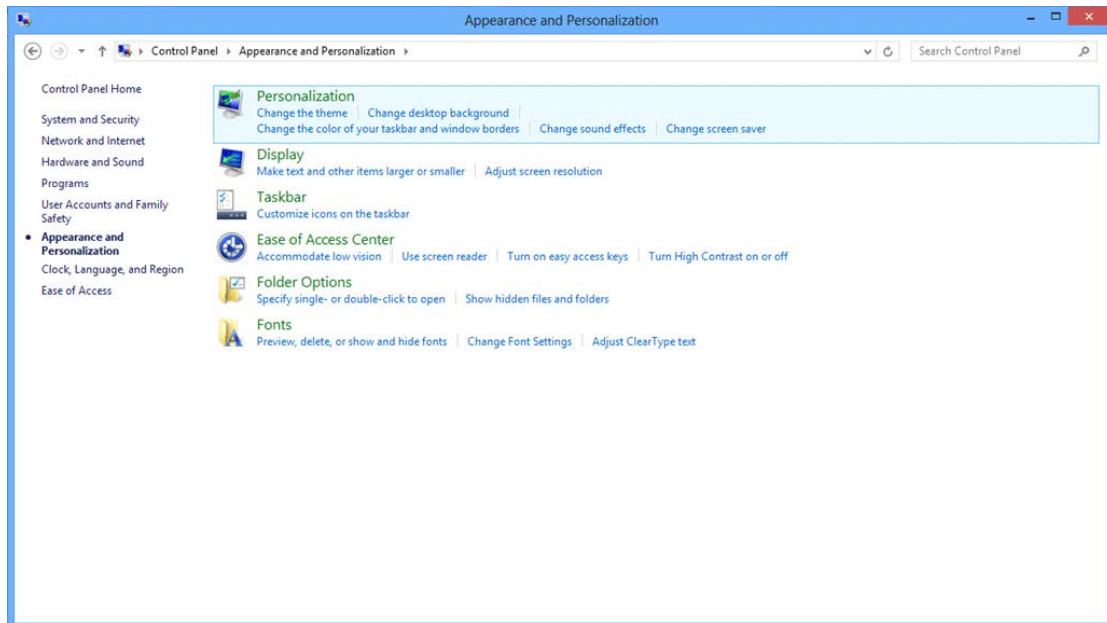 Appearance and Personalization
Control Panel Appearance and Personalization
Search Control Panel
Control Panel Home
System and Security
Network and Internet
Hardware and Sound
Programs
User Accounts and Family
Safety
Appearance and
Personalization
Clock, Language, and Region
Ease of Access
Personalization
Change the theme Change desktop background
Change the color of your taskbar and window borders Change sound effects Change screen saver
Display
Make text and other items larger or smaller Adjust screen resolution
Taskbar
Customize icons on the taskbar
Ease of Access Center
Accommodate low vision Use screen reader Turn on easy access keys Turn High Contrast on or off
Folder Options
Specify single- or double-click to open Show hidden files and folders
Fonts
Preview, delete, or show and hide fonts Change Font Settings Adjust ClearType text